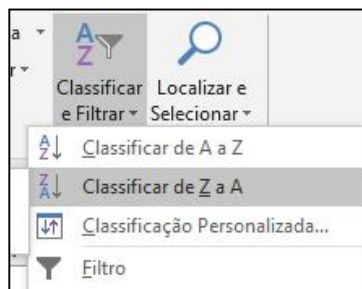 a
r
Classificar Localizar e
e Filtrar Selecionar
Classificar de A a Z
Classificar de Z a A
Classificação Personalizada...
Filtro